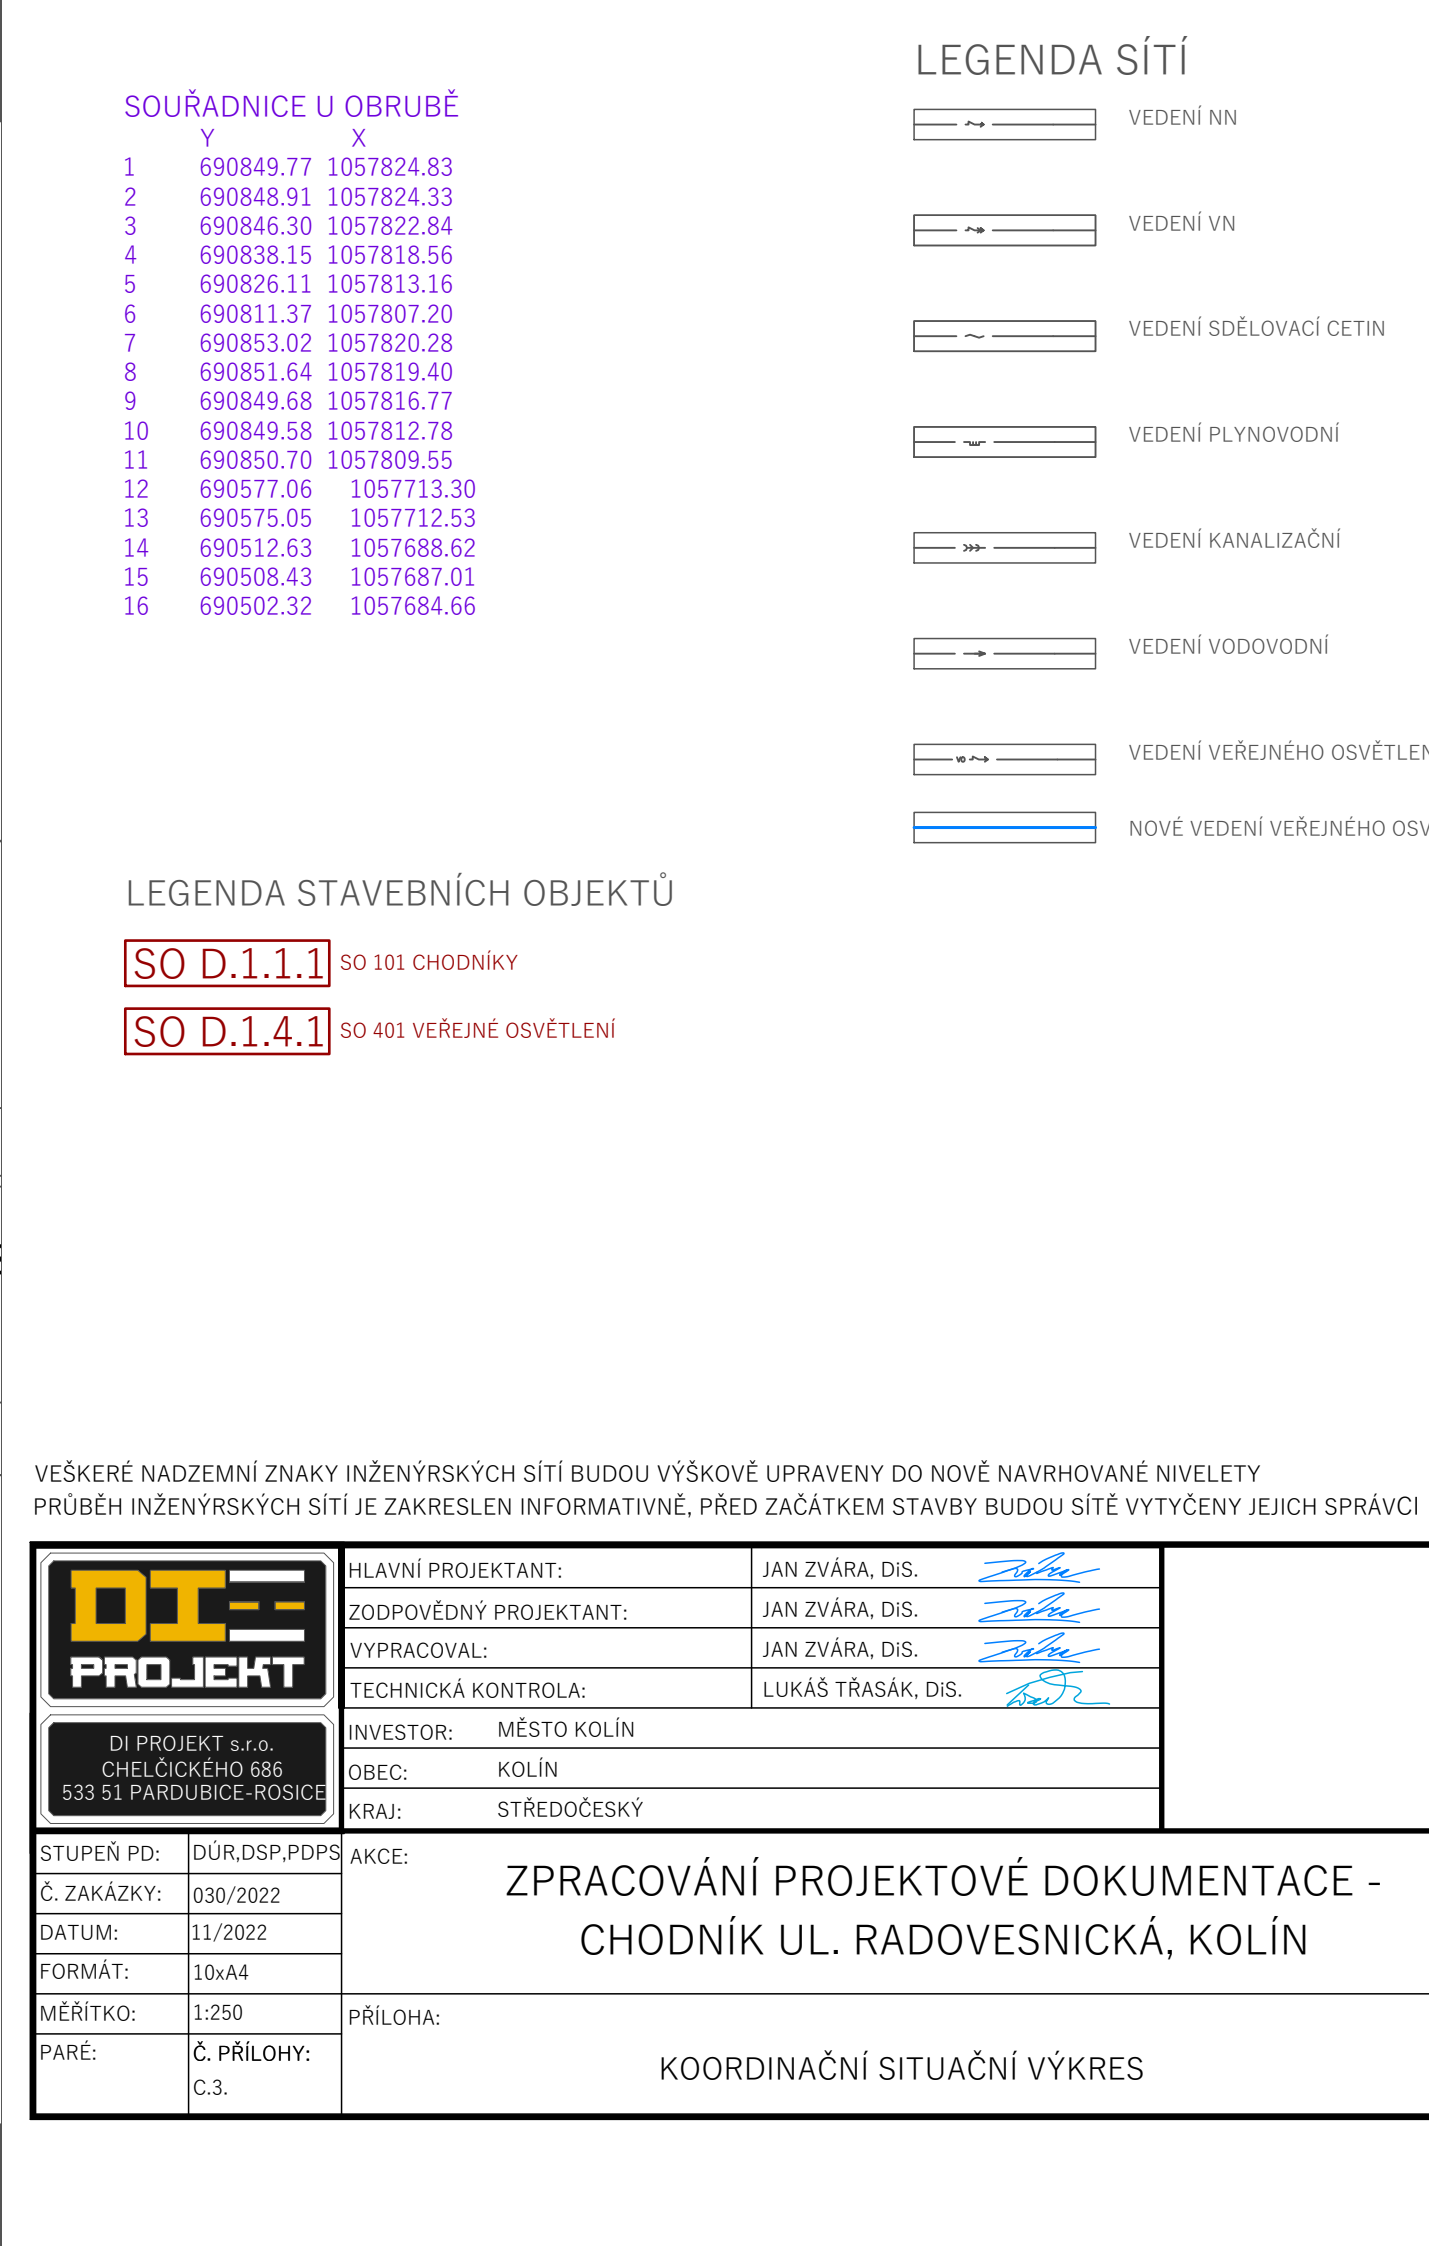 SOUŘADNICE U OBRUBĚ
Y X
1 690849.77 1057824.83
2 690848.91 1057824.33
3 690846.30 1057822.84
4 690838.15 1057818.56
5 690826.11 1057813.16
6 690811.37 1057807.20
7 690853.02 1057820.28
8 690851.64 1057819.40
9 690849.68 1057816.77
10 690849.58 1057812.78
11 690850.70 1057809.55
12 690577.06 1057713.30
13 690575.05 1057712.53
14 690512.63 1057688.62
15 690508.43 1057687.01
16 690502.32 1057684.66
LEGENDA SÍTÍ
VEDENÍ NN
VEDENÍ VN
VEDENÍ SDĚLOVACÍ CETIN
VEDENÍ PLYNOVODNÍ
VEDENÍ KANALIZAČNÍ
VEDENÍ VODOVODNÍ
VO VEDENÍ VEŘEJNÉHO OSVĚTLEN
NOVÉ VEDENÍ VEŘEJNÉHO OSV
LEGENDA STAVEBNÍCH OBJEKTŮ
SO D.1.1.1 SO 101 CHODNÍKY
SO D.1.4.1 SO 401 VEŘEJNÉ OSVĚTLENÍ
VEŠKERÉ NADZEMNÍ ZNAKY INŽENÝRSKÝCH SÍTÍ BUDOU VÝŠKOVĚ UPRAVENY DO NOVĚ NAVRHOVANÉ NIVELETY
PRŮBĚH INŽENÝRSKÝCH SÍTÍ JE ZAKRESLEN INFORMATIVNĚ, PŘED ZAČÁTKEM STAVBY BUDOU SÍTĚ VYTYČENY JEJICH SPRÁVCI
DI
PROJEKT
DI PROJEKT s.r.o.
CHELČICKÉHO 686
533 51 PARDUBICE-ROSICE
HLAVNÍ PROJEKTANT: JAN ZVÁRA, DiS.
ZODPOVĚDNÝ PROJEKTANT: JAN ZVÁRA, DiS.
VYPRACOVAL: JAN ZVÁRA, DiS.
TECHNICKÁ KONTROLA: LUKÁŠ TŘASÁK, DiS.
INVESTOR: MĚSTO KOLÍN
OBEC: KOLÍN
KRAJ: STŘEDOČESKÝ
STUPEŇ PD: DÚR,DSP,PDPS
Č. ZAKÁZKY: 030/2022
DATUM: 11/2022
FORMÁT: 10xA4
MĚŘÍTKO: 1:250
PARÉ: Č. PŘÍLOHY:
C.3.
AKCE:
ZPRACOVÁNÍ PROJEKTOVÉ DOKUMENTACE -
CHODNÍK UL. RADOVESNICKÁ, KOLÍN
PŘÍLOHA:
KOORDINAČNÍ SITUAČNÍ VÝKRES